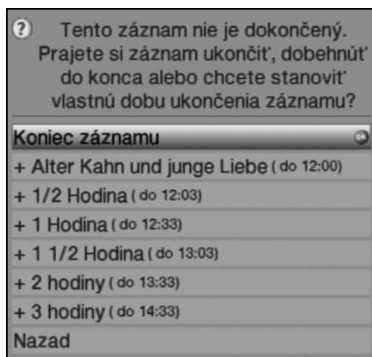 Tento záznam nie je dokončený.
Prajete si záznam ukončiť, dobehnúť
do konca alebo chcete stanoviť
vlastnú dobu ukončenia záznamu?
Koniec záznamu
+ Alter Kahn und junge Liebe ( do 12:00)
+ 1/2 Hodina ( do 12:03)
+ 1 Hodina ( do 12:33)
+ 1 1/2 Hodina ( do 13:03)
+ 2 hodiny ( do 13:33)
+ 3 hodiny ( do 14:33)
Nazad